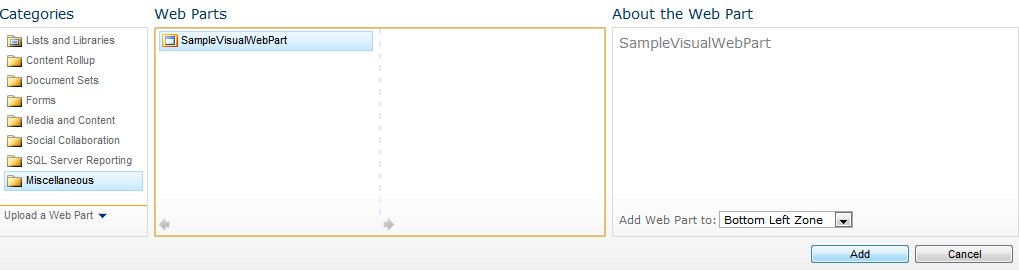 Categories
Lists and Libraries
Content Rollup
Document Sets
Forms
Media and Content
Social Collaboration
SQL Server Reporting
Miscellaneous
Upload a Web Part
Web Parts
SampleVisualWebPart
About the Web Part
SampleVisualWebPart
Add Web Part to: Bottom Left Zone
Add Cancel